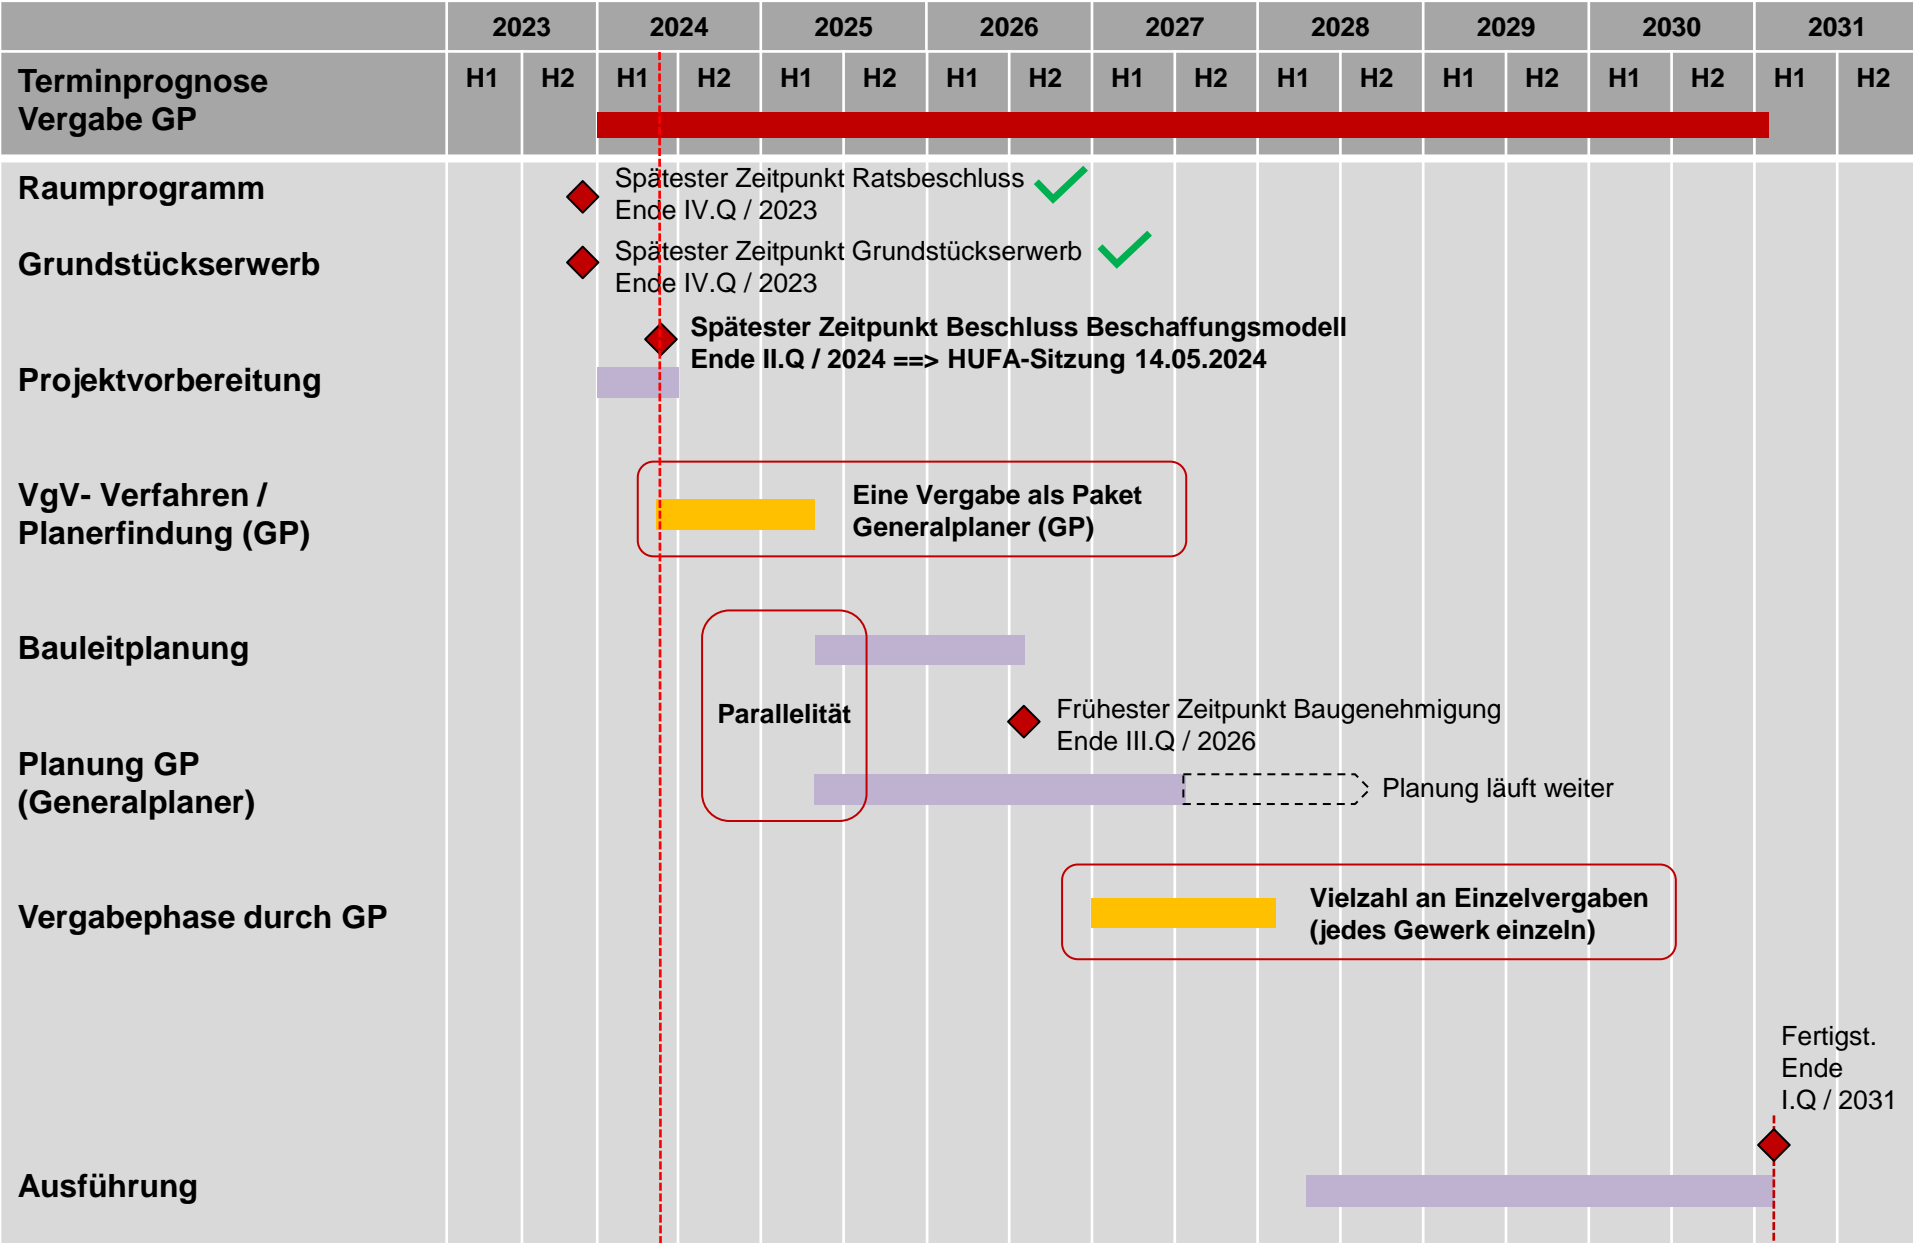 2023 2024 2025 2026 2027 2028 2029 2030 2031
Terminprognose
Vergabe GP
H1 H2 H1 H2 H1 H2 H1 H2 H1 H2 H1 H2 H1 H2 H1 H2 H1 H2
Raumprogramm
Spätester Zeitpunkt Ratsbeschluss
Ende IV.Q / 2023
Grundstückserwerb
Spätester Zeitpunkt Grundstückserwerb
Ende IV.Q / 2023
Spätester Zeitpunkt Beschluss Beschaffungsmodell
Ende II.Q / 2024 ==> HUFA-Sitzung 14.05.2024
Projektvorbereitung
VgV- Verfahren /
Planerfindung (GP)
Eine Vergabe als Paket
Generalplaner (GP)
Bauleitplanung
Parallelität
Frühester Zeitpunkt Baugenehmigung
Ende III.Q / 2026
Planung GP
(Generalplaner)
Planung läuft weiter
Vergabephase durch GP
Vielzahl an Einzelvergaben
(jedes Gewerk einzeln)
Fertigst.
Ende
I.Q / 2031
Ausführung